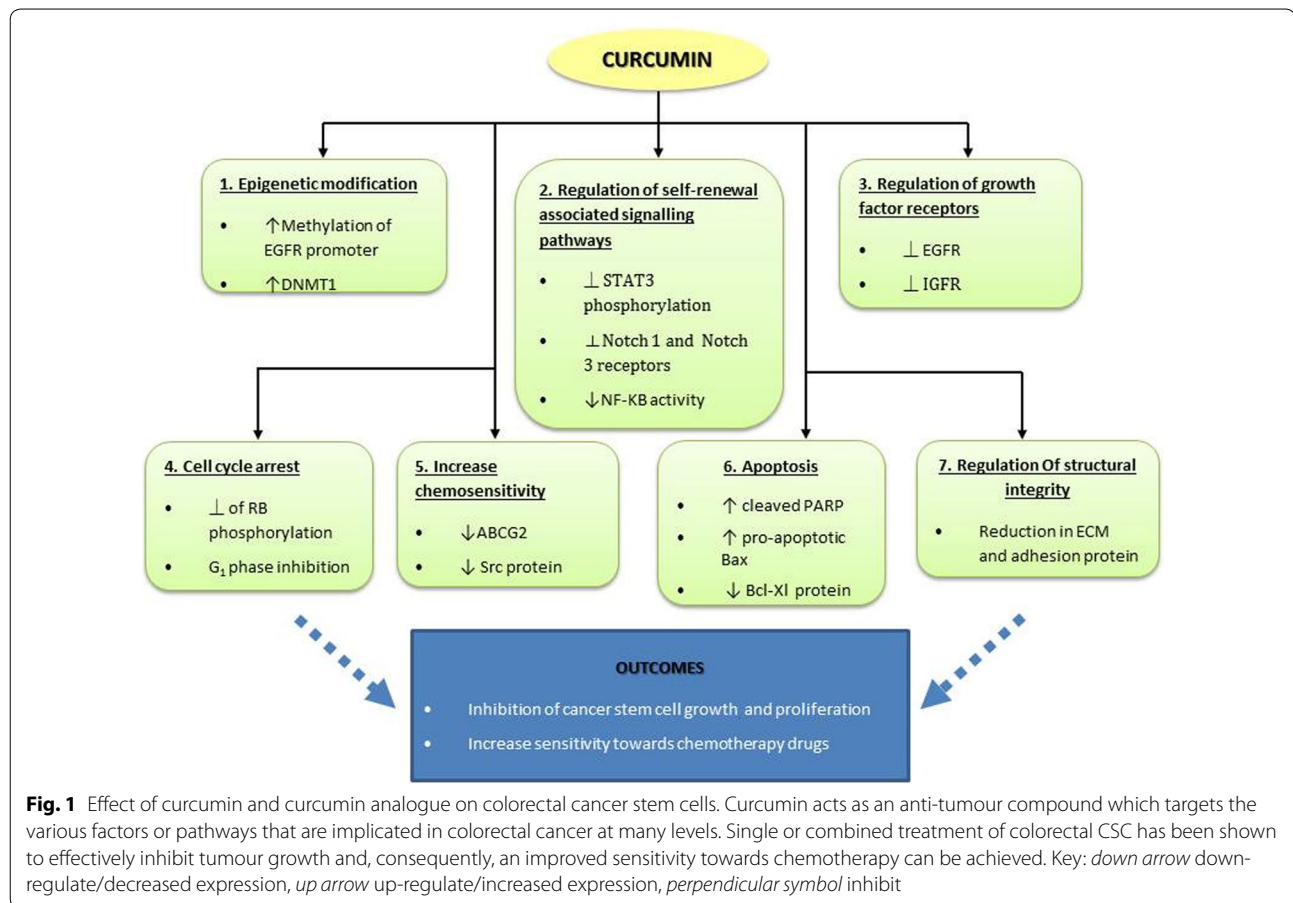 CURCUMIN
1. Epigenetic modification
• ↑Methylation of
EGFR promoter
• ↑DNMT1
2. Regulation of self-renewal
associated signalling
pathways
• ⊥STAT3
phosphorylation
• ⊥Notch 1 and Notch
3 receptors
• ↓NF-KB activity
3. Regulation of growth
factor receptors
• ⊥ EGFR
• ⊥ IGFR
4. Cell cycle arrest
• ⊥ of RB
phosphorylation
• G₁ phase inhibition
5. Increase
chemosensitivity
• ↓ABCG2
• ↓ Src protein
6. Apoptosis
• ↑ cleaved PARP
• ↑ pro-apoptotic
Bax
• ↓ Bcl-Xl protein
7. Regulation Of structural
integrity
• Reduction in ECM
and adhesion protein
OUTCOMES
• Inhibition of cancer stem cell growth and proliferation
• Increase sensitivity towards chemotherapy drugs
Fig. 1 Effect of curcumin and curcumin analogue on colorectal cancer stem cells. Curcumin acts as an anti-tumour compound which targets the
various factors or pathways that are implicated in colorectal cancer at many levels. Single or combined treatment of colorectal CSC has been shown
to effectively inhibit tumour growth and, consequently, an improved sensitivity towards chemotherapy can be achieved. Key: down arrow down-
regulate/decreased expression, up arrow up-regulate/increased expression, perpendicular symbol inhibit